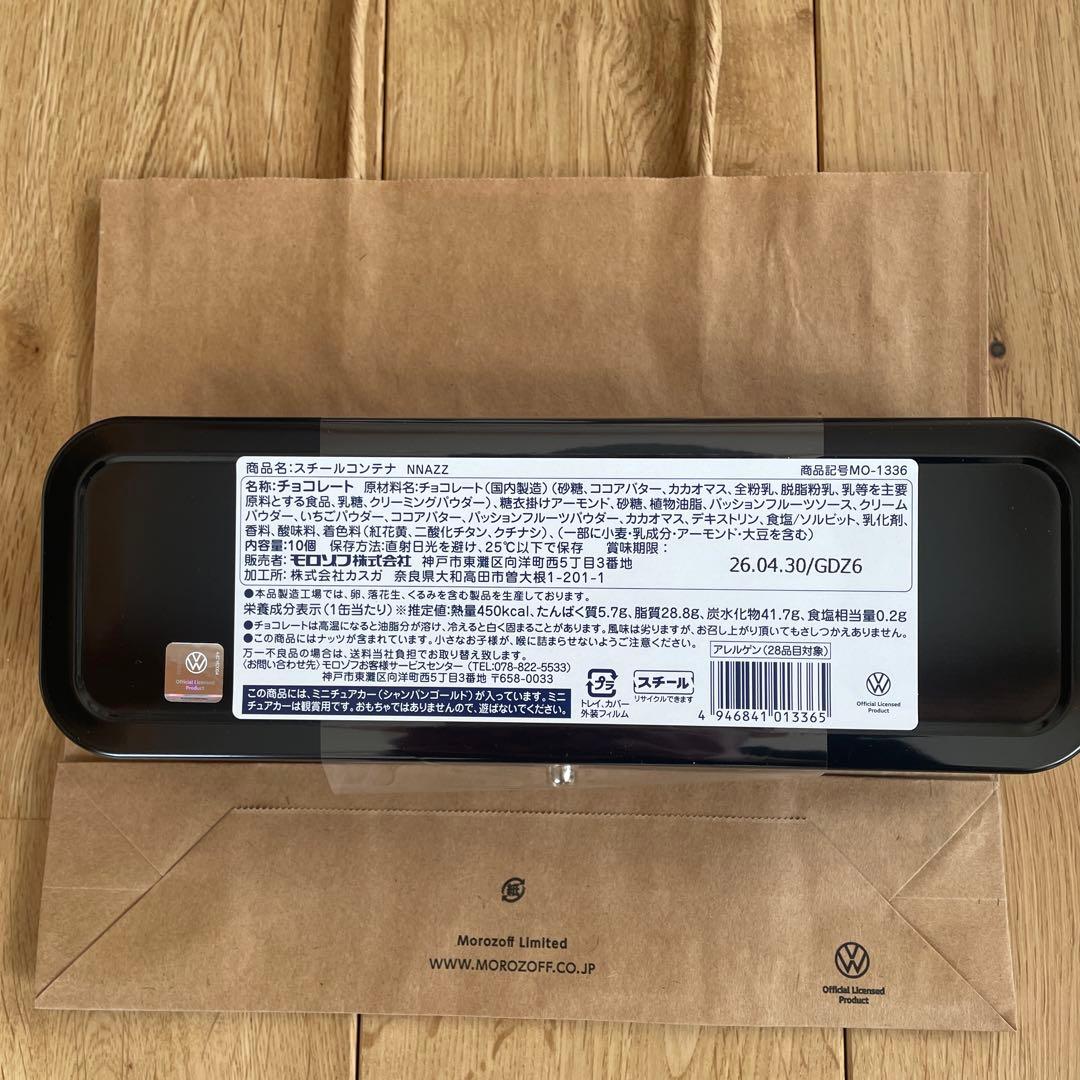 商品名:スチールコンテナ NNAZZ 商品記号MO-1336
名称:チョコレート 原材料名:チョコレート(国内製造)(砂糖、ココアバター、カカオマス、全粉乳、脱脂粉乳、乳等を主要
原料とする食品、乳糖、クリーミングパウダー)、糖衣掛けアーモンド、砂糖、植物油脂、パッションフルーツソース、クリーム
パウダー、いちごパウダー、ココアバター、パッションフルーツパウダー、カカオマス、デキストリン、食塩/ソルビット、乳化剤、
香料、酸味料、着色料(紅花黄、二酸化チタン、クチナシ)、(一部に小麦・乳成分・アーモンド・大豆を含む)
内容量:10個 保存方法:直射日光を避け、25℃以下で保存 賞味期限:
26.04.30/GDZ6
販売者:モロゾフ株式会社 神戸市東灘区向洋町西5丁目3番地
加工所:株式会社カスガ 奈良県大和高田市曽大根1-201-1
●本品製造工場では、卵、落花生、くるみを含む製品を生産しております。
栄養成分表示(1缶当たり)※推定値:熱量450kcal、たんぱく質5.7g、脂質28.8g、炭水化物41.7g、食塩相当量0.2g
●チョコレートは高温になると油脂分が溶け、冷えると白く固まることがあります。風味は劣りますが、お召し上がり頂いてもさしつかえありません。
●この商品にはナッツが含まれています。小さなお子様が、喉に詰まらせないようご注意ください。
万一不良品の場合は、送料当社負担でお取替え致します。
〈お問い合わせ先〉モロゾフお客様サービスセンター (TEL:078-822-5533)
神戸市東灘区向洋町西5丁目3番地 〒658-0033
この商品には、ミニチュアカー(シャンパンゴールド)が入っています。ミニ
チュアカーは観賞用です。おもちゃではありませんので、遊ばないでください。
プラ
トレイ、カバー
外装フィルム
スチール
リサイクルできます
アレルゲン(28品目対象)
4 946841 013365
Official Licensed
Product
Official Licensed
Product
紙
Morozoff Limited
WWW.MOROZOFF.CO.JP
Official Licensed
Product